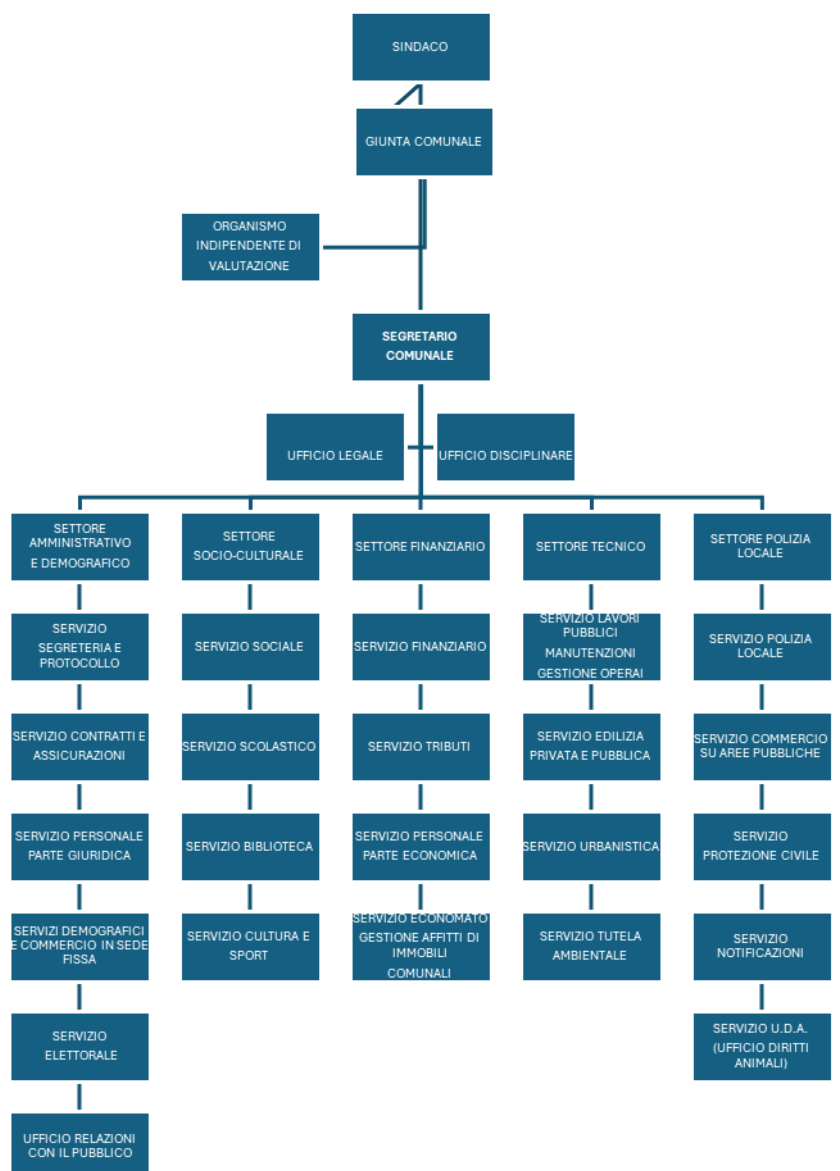 SINDACO
GIUNTA COMUNALE
ORGANISMO
INDIPENDENTE DI
VALUTAZIONE
SEGRETARIO
COMUNALE
UFFICIO LEGALE
UFFICIO DISCIPLINARE
SETTORE
AMMINISTRATIVO
E DEMOGRAFICO
SERVIZIO
SEGRETERIA E
PROTOCOLLO
SERVIZIO CONTRATTI E
ASSICURAZIONI
SERVIZIO PERSONALE
PARTE GIURIDICA
SERVIZI DEMOGRAFICI
E COMMERCIO IN SEDE
FISSA
SERVIZIO
ELETTORALE
UFFICIO RELAZIONI
CON IL PUBBLICO
SETTORE
SOCIO-CULTURALE
SERVIZIO SOCIALE
SERVIZIO SCOLASTICO
SERVIZIO BIBLIOTECA
SERVIZIO CULTURA E
SPORT
SETTORE FINANZIARIO
SERVIZIO FINANZIARIO
SERVIZIO TRIBUTI
SERVIZIO PERSONALE
PARTE ECONOMICA
SERVIZIO ECONOMATO
GESTIONE AFFITTI DI
IMMOBILI
COMUNALI
SETTORE TECNICO
SERVIZIO LAVORI
PUBBLICI
MANUTENZIONI
GESTIONE OPERAI
SERVIZIO EDILIZIA
PRIVATA E PUBBLICA
SERVIZIO URBANISTICA
SERVIZIO TUTELA
AMBIENTALE
SETTORE POLIZIA
LOCALE
SERVIZIO POLIZIA
LOCALE
SERVIZIO COMMERCIO
SU AREE PUBBLICHE
SERVIZIO
PROTEZIONE CIVILE
SERVIZIO
NOTIFICAZIONI
SERVIZIO U.D.A.
(UFFICIO DIRITTI
ANIMALI)